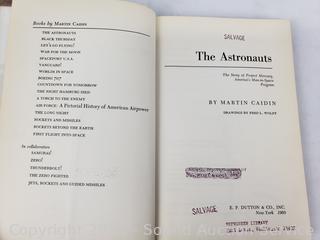 Books by MARTIN CAIDIN
THE ASTRONAUTS
BLACK THURSDAY
LET'S GO FLYING!
WAR FOR THE MOON
SPACEPORT U.S.A.
VANGUARD!
WORLDS IN SPACE
BOEING 707
COUNTDOWN FOR TOMORROW
THE NIGHT HAMBURG DIED
A TORCH TO THE ENEMY
AIR FORCE: A Pictorial History of American Airpower
THE LONG NIGHT
ROCKETS AND MISSILES
ROCKETS BEYOND THE EARTH
FIRST FLIGHT INTO SPACE
In collaboration
SAMURAI!
ZERO!
THUNDERBOLT!
THE ZERO FIGHTER
JETS, ROCKETS AND GUIDED MISSILES
SALVAGE
The Astronauts
The Story of Project Mercury,
America's Man-in-Space
Program
BY MARTIN CAIDIN
DRAWINGS BY FRED L. WOLFF
SALVAGE
E. P. DUTTON & CO., INC.
New York 1960
REFERENCE LIBRARY